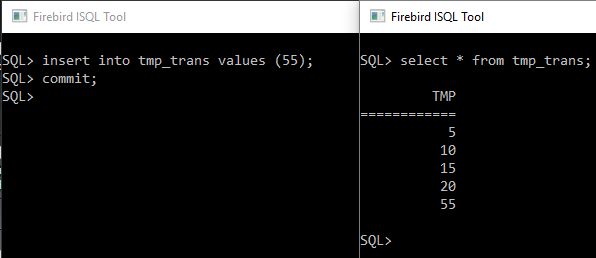 Firebird ISQL Tool
SQL> insert into tmp_trans values (55);
SQL> commit;
SQL>
Firebird ISQL Tool
SQL> select * from tmp_trans;
TMP
============
5
10
15
20
55
SQL>